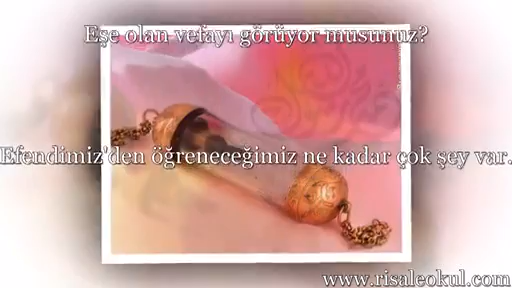 Eşe olan vefayı görüyor musunuz?
Efendimiz'den öğreneceğimiz ne kadar çok şey var.
www.risaleokul.com